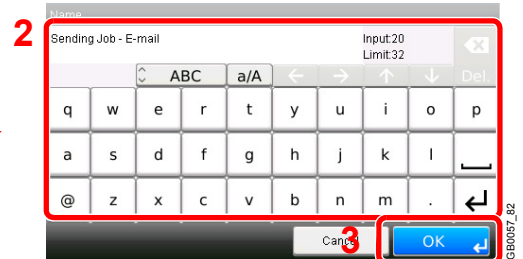 Name
2
Sending Job - E-mail
Input:20
Limit:32
ABC a/A Del.
q w e r t y u i o p
a s d f g h j k l
@ z x c v b n m .
Cancel 3 OK
GB0057_82